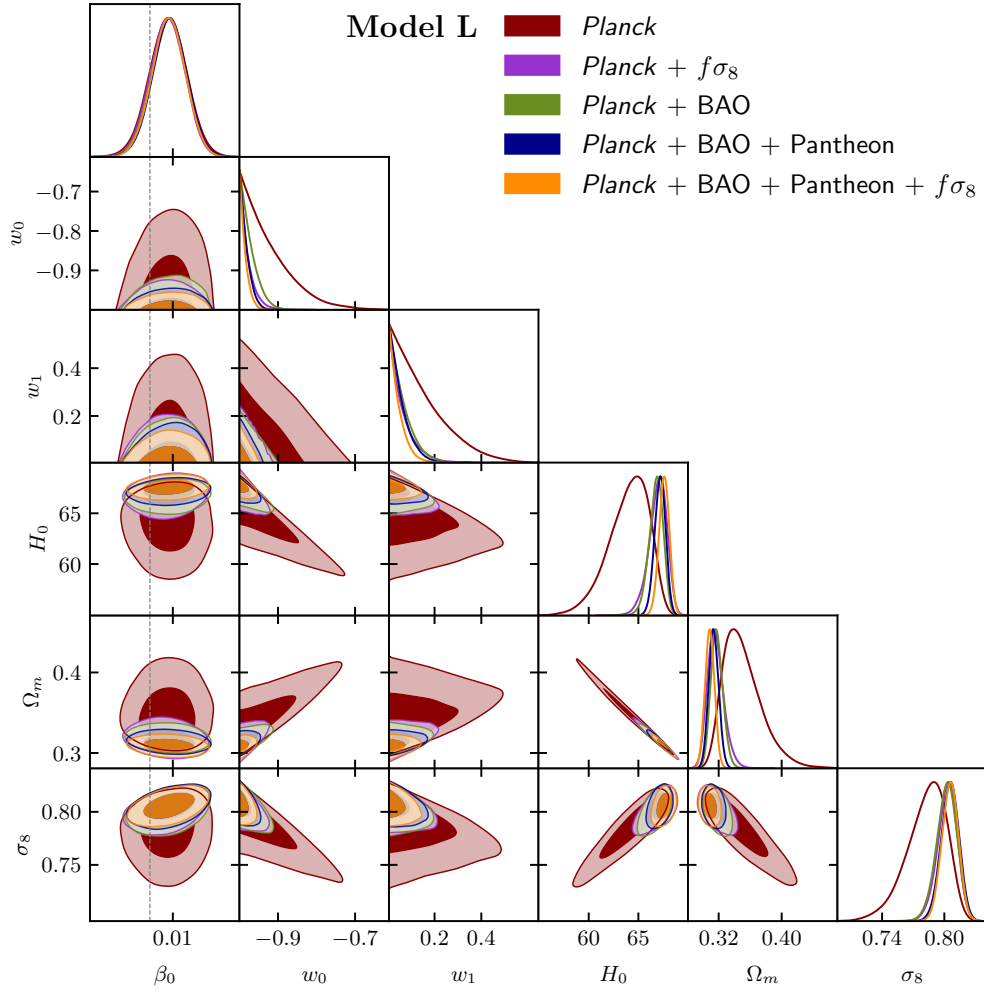 Model L
Planck
Planck + fσ₈
Planck + BAO
Planck + BAO + Pantheon
Planck + BAO + Pantheon + fσ₈
w₀
−0.7
−0.8
−0.9
w₁
0.4
0.2
H₀
65
60
Ωₘ
0.4
0.3
σ₈
0.80
0.75
0.01 −0.9 −0.7 0.2 0.4 60 65 0.32 0.40 0.74 0.80
β₀ w₀ w₁ H₀ Ωₘ σ₈